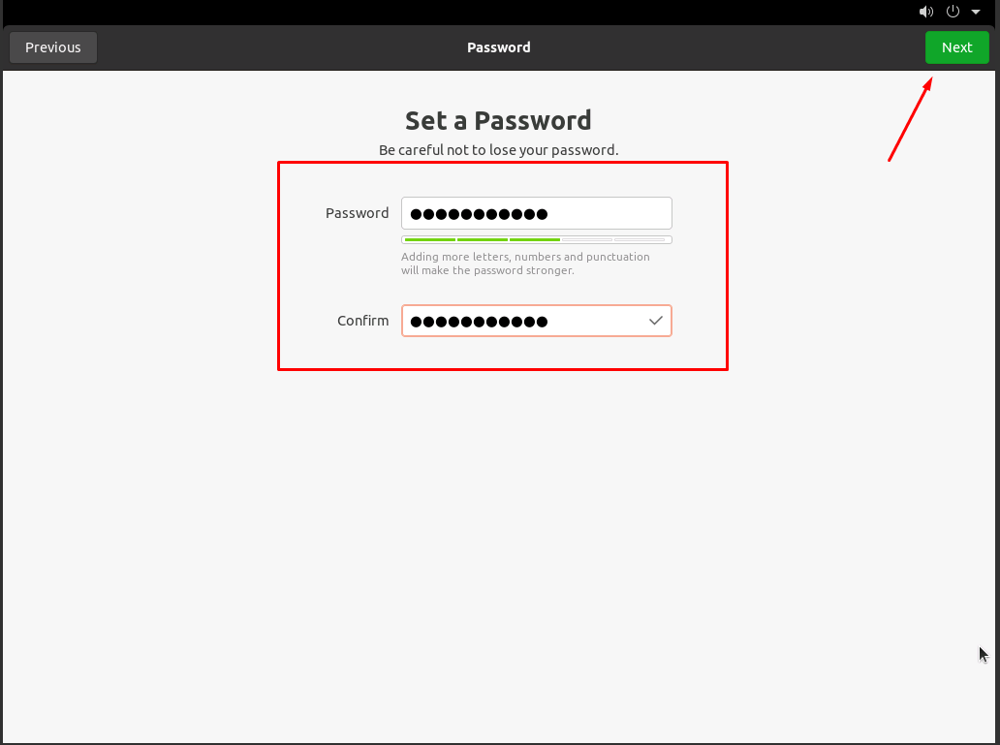 Previous
Password
Next
Set a Password
Be careful not to lose your password.
Password ●●●●●●●●●●●
Adding more letters, numbers and punctuation
will make the password stronger.
Confirm ●●●●●●●●●●●